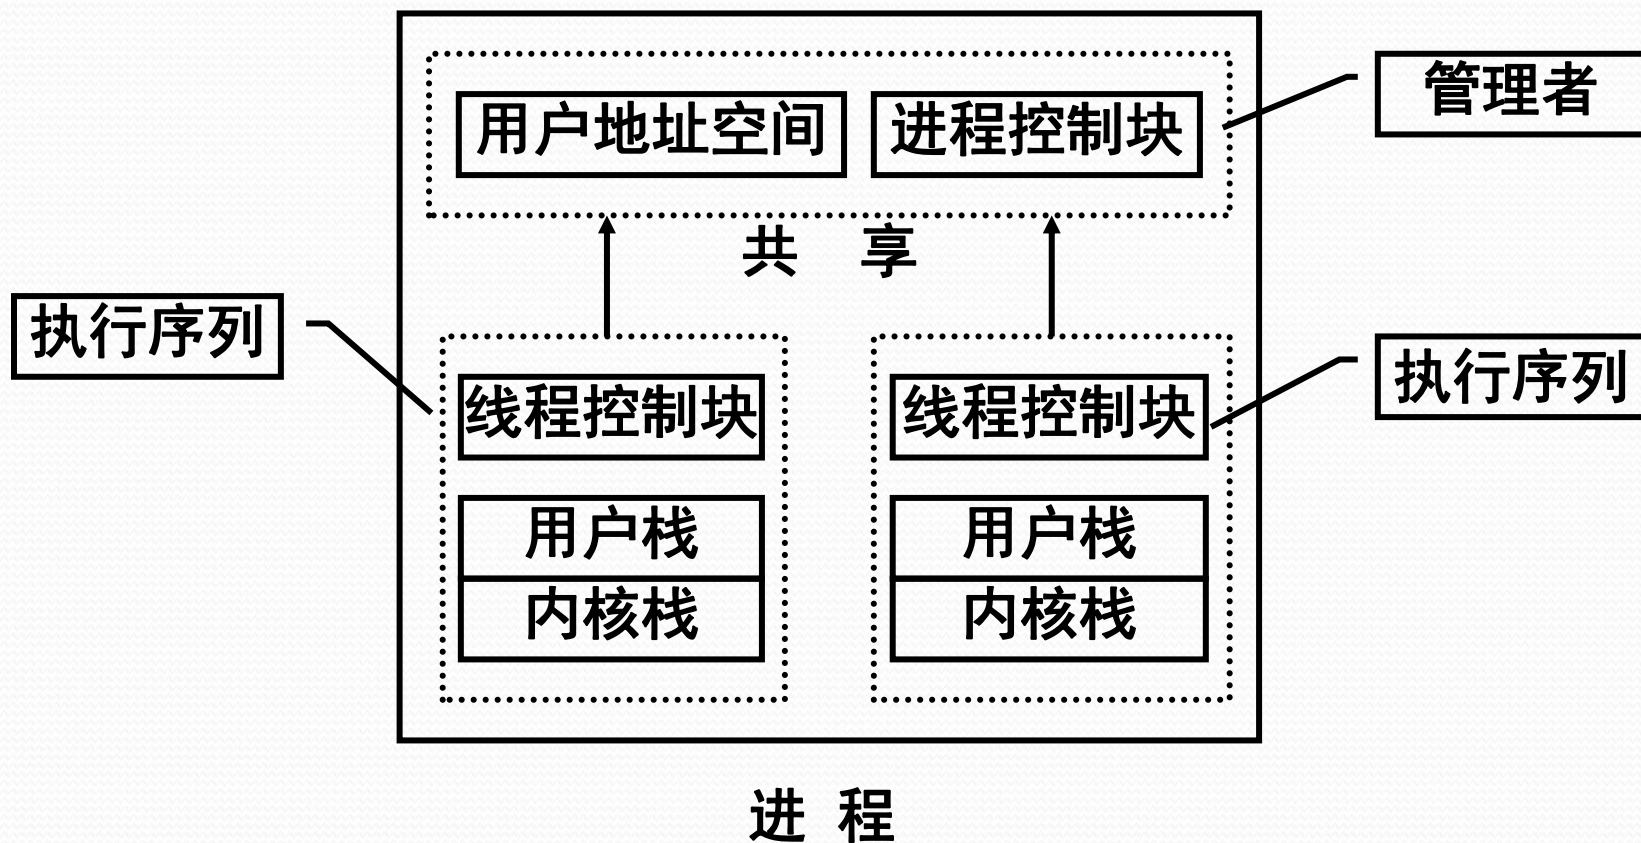 管理者
用户地址空间
进程控制块
共 享
执行序列
执行序列
线程控制块
线程控制块
用户栈
用户栈
内核栈
内核栈
进 程